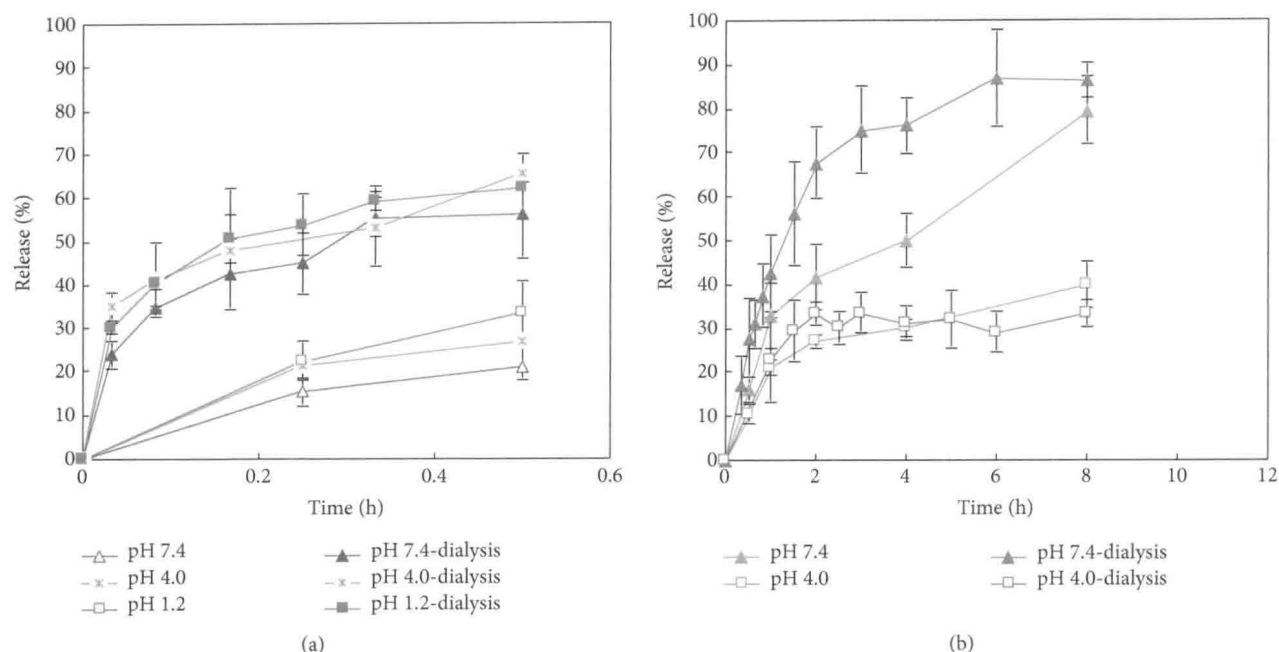 100
90
80
70
60
50
40
30
20
10
0
Release (%)
0 0.2 0.4 0.6
Time (h)
pH 7.4 pH 7.4-dialysis
pH 4.0 pH 4.0-dialysis
pH 1.2 pH 1.2-dialysis
(a)
100
90
80
70
60
50
40
30
20
10
0
Release (%)
0 2 4 6 8 10 12
Time (h)
pH 7.4 pH 7.4-dialysis
pH 4.0 pH 4.0-dialysis
(b)